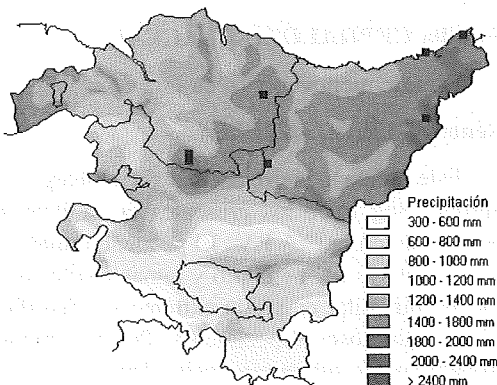 Precipitación
300 - 600 mm
600 - 800 mm
800 - 1000 mm
1000 - 1200 mm
1200 - 1400 mm
1400 - 1800 mm
1800 - 2000 mm
2000 - 2400 mm
> 2400 mm